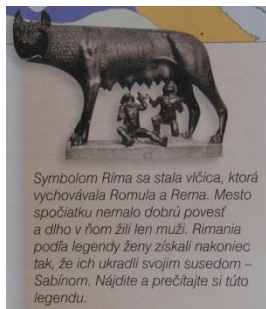 Symbolom Ríma sa stala vlčica, ktorá
vychovávala Romula a Rema. Mesto
spočiatku nemalo dobrú povesť
a dlho v ňom žili len muži. Rimania
podľa legendy ženy získali nakoniec
tak, že ich ukradli svojim susedom –
Sabínom. Nájdite a prečítajte si túto
legendu.